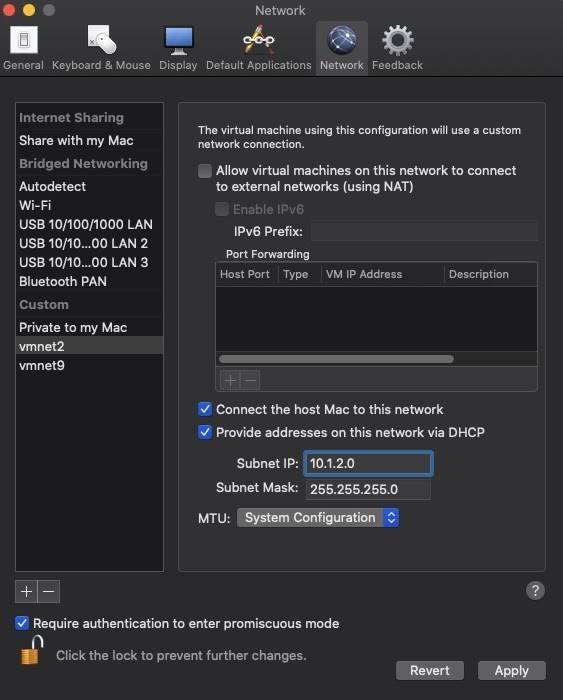 Network
General
Keyboard & Mouse
Display
Default Applications
Network
Feedback
Internet Sharing
Share with my Mac
Bridged Networking
Autodetect
Wi-Fi
USB 10/100/1000 LAN
USB 10/10...00 LAN 2
USB 10/10...00 LAN 3
Bluetooth PAN
Custom
Private to my Mac
vmnet2
vmnet9
The virtual machine using this configuration will use a custom
network connection.
Allow virtual machines on this network to connect
to external networks (using NAT)
Enable IPv6
IPv6 Prefix:
Port Forwarding
Host Port Type VM IP Address Description
+ −
Connect the host Mac to this network
Provide addresses on this network via DHCP
Subnet IP: 10.1.2.0
Subnet Mask: 255.255.255.0
MTU: System Configuration
+ −
?
Require authentication to enter promiscuous mode
Click the lock to prevent further changes.
Revert
Apply